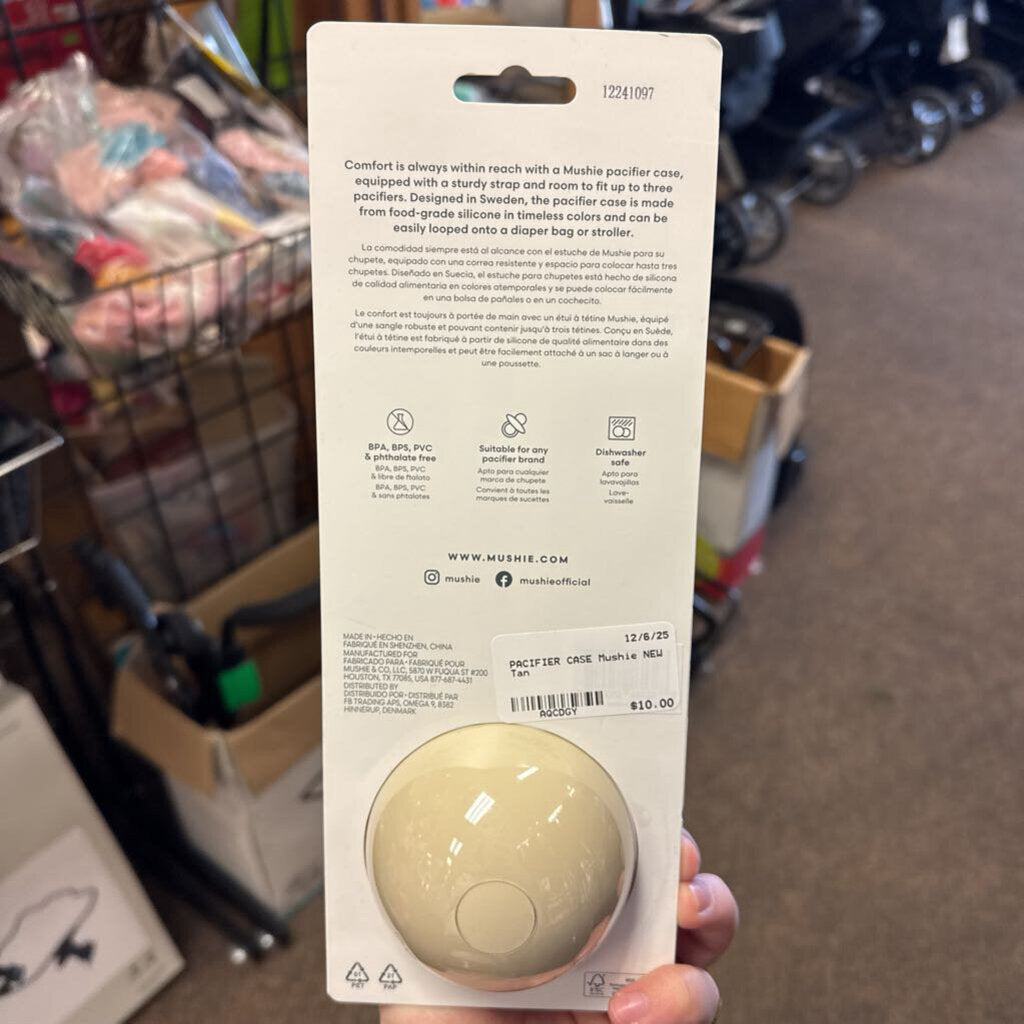 12241097
Comfort is always within reach with a Mushie pacifier case,
equipped with a sturdy strap and room to fit up to three
pacifiers. Designed in Sweden, the pacifier case is made
from food-grade silicone in timeless colors and can be
easily looped onto a diaper bag or stroller.
La comodidad siempre está al alcance con el estuche de Mushie para su
chupete, equipado con una correa resistente y espacio para colocar hasta tres
chupetes. Diseñado en Suecia, el estuche para chupetes está hecho de silicona
de calidad alimentaria en colores atemporales y se puede colocar fácilmente
en una bolsa de pañales o en un cochecito.
Le confort est toujours à portée de main avec un étui à tétine Mushie, équipé
d'une sangle robuste et pouvant contenir jusqu'à trois tétines. Conçu en Suède,
l'étui à tétine est fabriqué à partir de silicone de qualité alimentaire dans des
couleurs intemporelles et peut être facilement attaché à un sac à langer ou à
une poussette.
BPA, BPS, PVC
& phthalate free
BPA, BPS, PVC
& libre de ftalato
BPA, BPS, PVC
& sans phtalates
Suitable for any
pacifier brand
Apto para cualquier
marca de chupete
Convient à toutes les
marques de sucettes
Dishwasher
safe
Apto para
lavavajillas
Lave-
vaisselle
WWW.MUSHIE.COM
mushie mushieofficial
MADE IN • HECHO EN
FABRIQUÉ EN SHENZHEN, CHINA
MANUFACTURED FOR
FABRICADO PARA • FABRIQUÉ POUR
MUSHIE & CO, LLC, 5870 W FUQUA ST #200
HOUSTON, TX 77085, USA 877-687-4431
DISTRIBUTED BY
DISTRIBUIDO POR • DISTRIBUÉ PAR
FB TRADING APS, OMEGA 9, 8382
HINNERUP, DENMARK
12/6/25
PACIFIER CASE Mushie NEW
Tan
AQCDGY
$10.00
01
PET
21
PAP
FSC